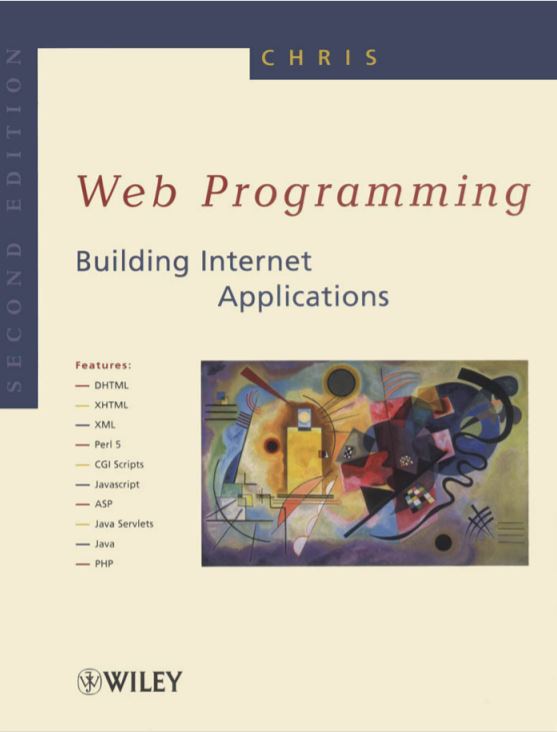 CHRIS
SECOND EDITION
Web Programming
Building Internet
Applications
Features:
DHTML
XHTML
XML
Perl 5
CGI Scripts
Javascript
ASP
Java Servlets
Java
PHP
WILEY